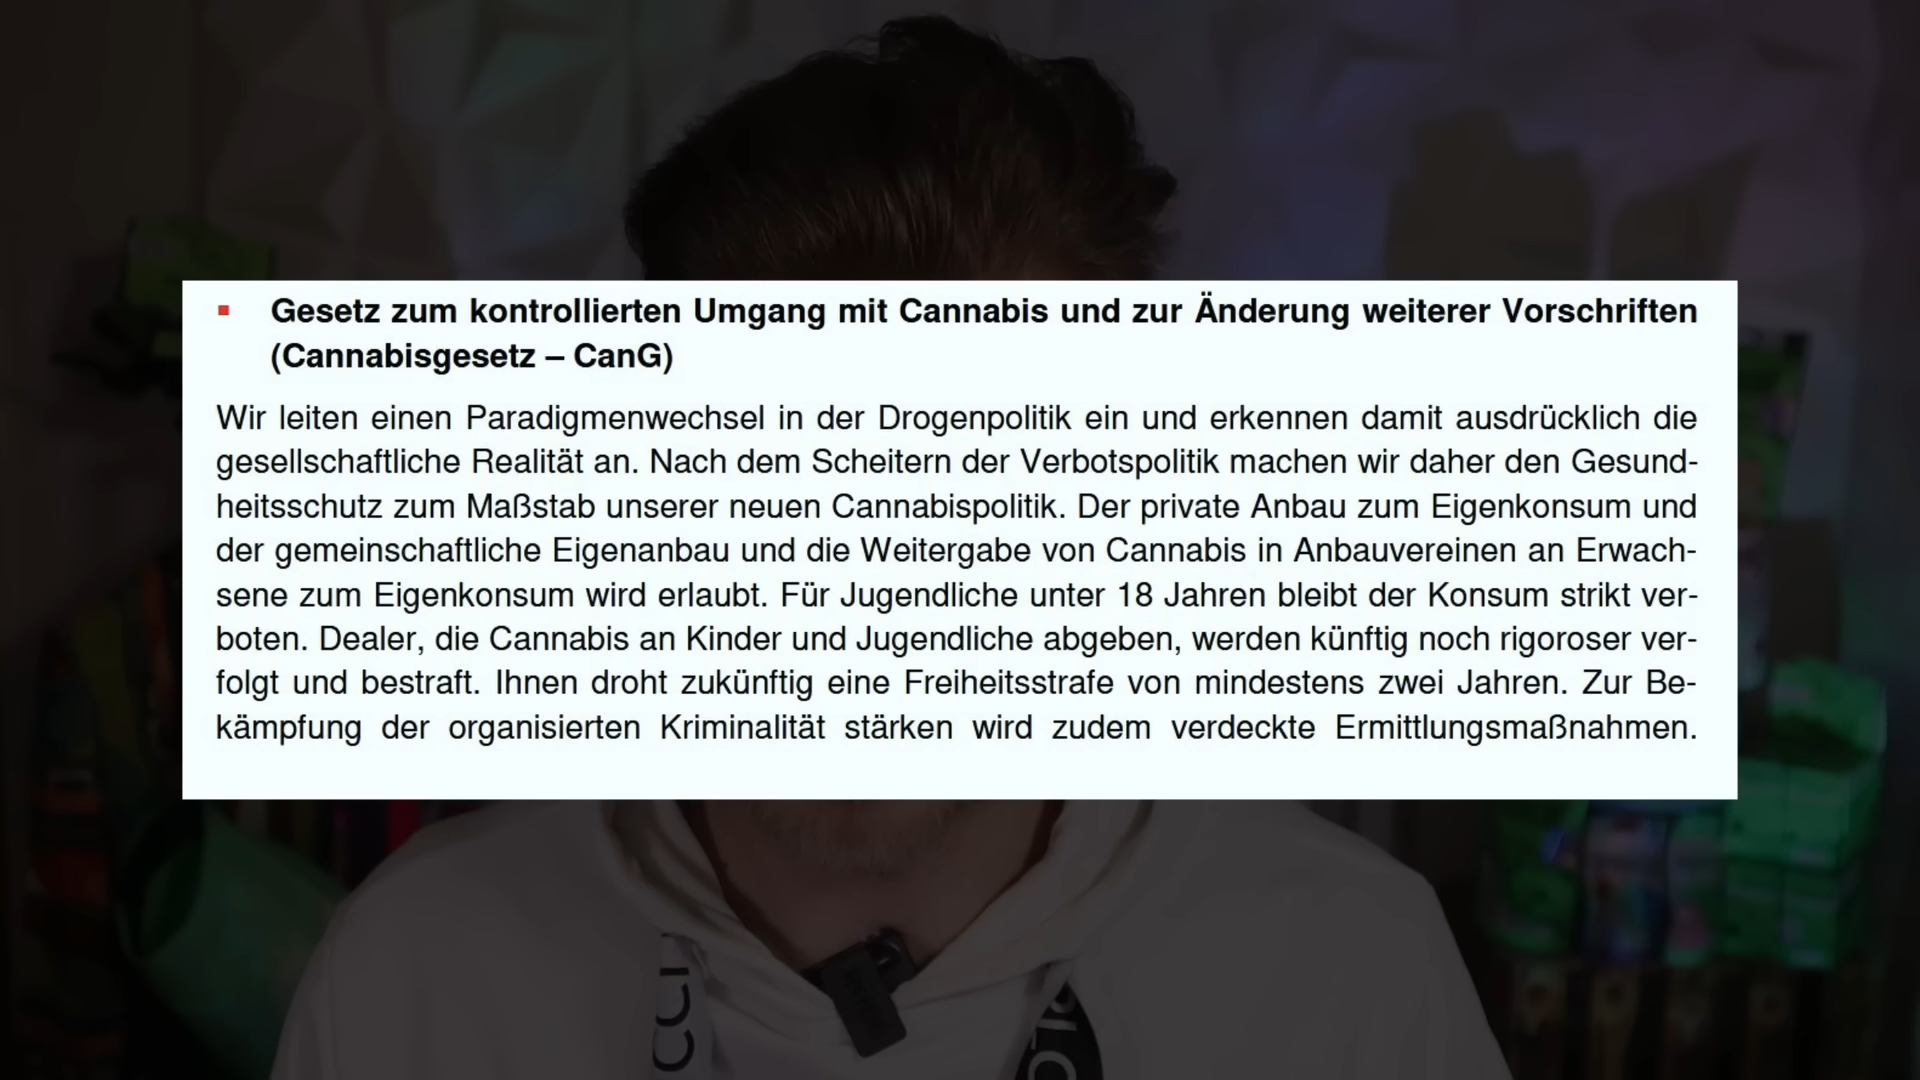 ▪ Gesetz zum kontrollierten Umgang mit Cannabis und zur Änderung weiterer Vorschriften
(Cannabisgesetz – CanG)
Wir leiten einen Paradigmenwechsel in der Drogenpolitik ein und erkennen damit ausdrücklich die
gesellschaftliche Realität an. Nach dem Scheitern der Verbotspolitik machen wir daher den Gesund-
heitsschutz zum Maßstab unserer neuen Cannabispolitik. Der private Anbau zum Eigenkonsum und
der gemeinschaftliche Eigenanbau und die Weitergabe von Cannabis in Anbauvereinen an Erwach-
sene zum Eigenkonsum wird erlaubt. Für Jugendliche unter 18 Jahren bleibt der Konsum strikt ver-
boten. Dealer, die Cannabis an Kinder und Jugendliche abgeben, werden künftig noch rigoroser ver-
folgt und bestraft. Ihnen droht zukünftig eine Freiheitsstrafe von mindestens zwei Jahren. Zur Be-
kämpfung der organisierten Kriminalität stärken wird zudem verdeckte Ermittlungsmaßnahmen.